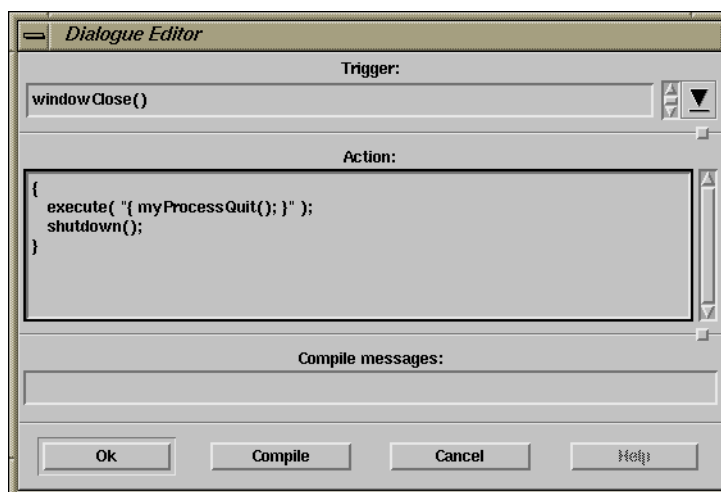 Dialogue Editor
Trigger:
windowClose()
Action:
{
execute( "{ myProcessQuit(); }" );
shutdown();
}
Compile messages:
Ok Compile Cancel Help